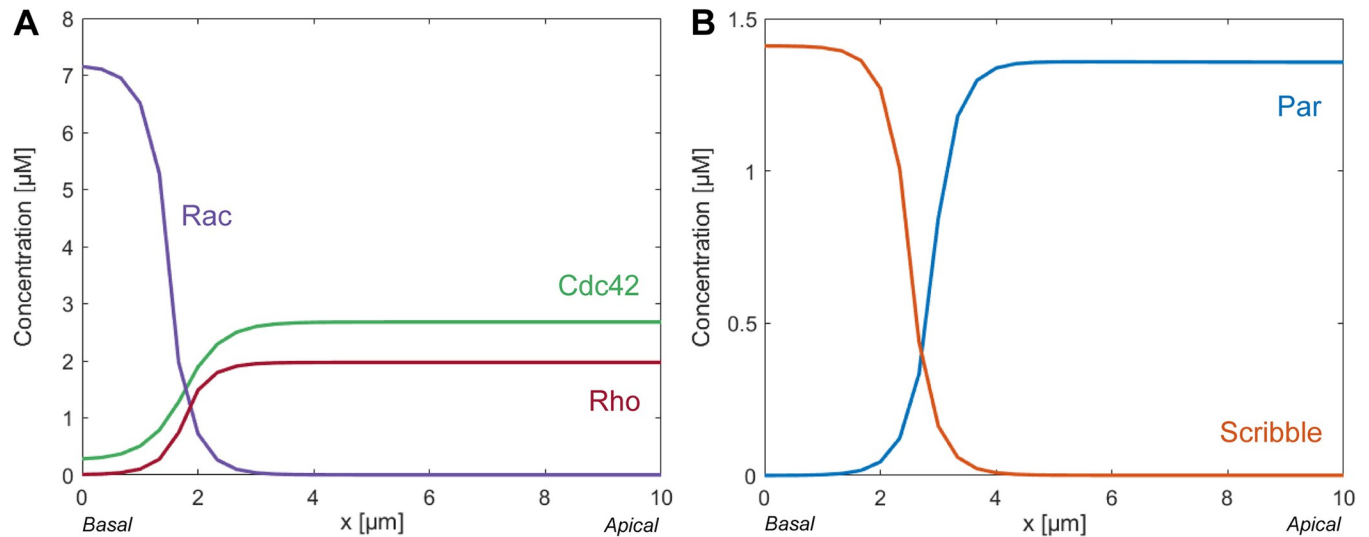 A
8
7
6
5
4
3
2
1
0
Concentration [µM]
Rac
Cdc42
Rho
0 2 4 6 8 10
Basal x [µm] Apical
B
1.5
1
0.5
0
Concentration [µM]
Par
Scribble
0 2 4 6 8 10
Basal x [µm] Apical